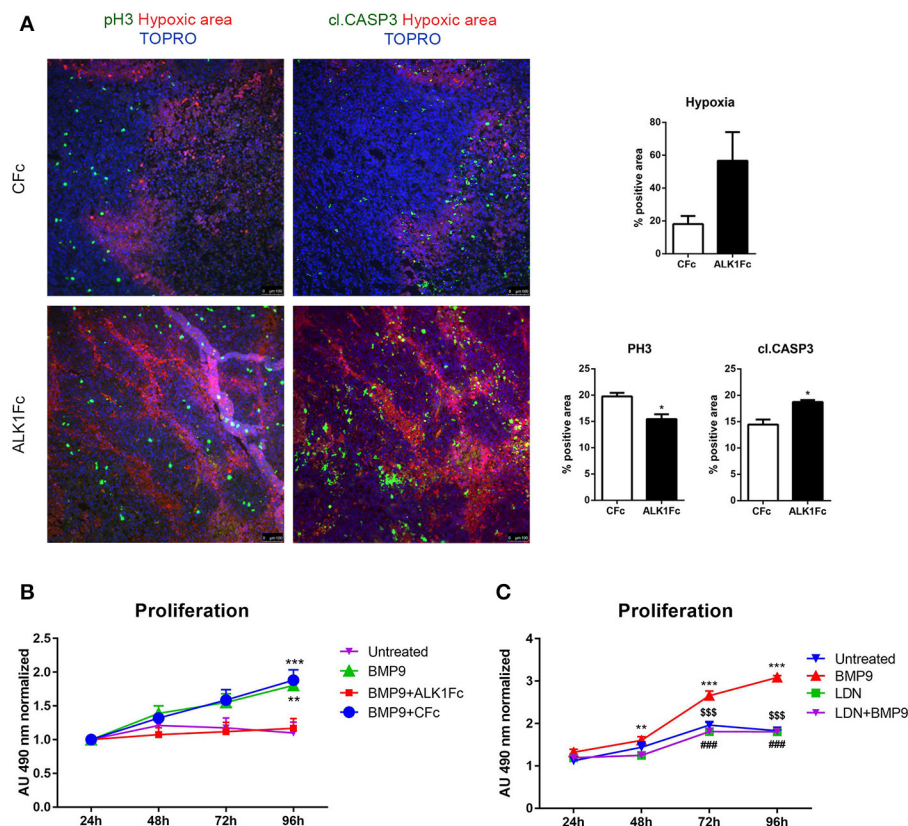 A
pH3 Hypoxic area
TOPRO
cl.CASP3 Hypoxic area
TOPRO
CFc
ALK1Fc
Hypoxia
% positive area
80
60
40
20
0
CFc
ALK1Fc
PH3
% positive area
25
20
15
10
5
0
*
CFc
ALK1Fc
cl.CASP3
% positive area
25
20
15
10
5
0
*
CFc
ALK1Fc
B
Proliferation
AU 490 nm normalized
2.5
2.0
1.5
1.0
0.5
0.0
***
**
24h
48h
72h
96h
Untreated
BMP9
BMP9+ALK1Fc
BMP9+CFc
C
Proliferation
AU 490 nm normalized
4
3
2
1
0
**
***
***
$$$
$$$
###
###
24h
48h
72h
96h
Untreated
BMP9
LDN
LDN+BMP9